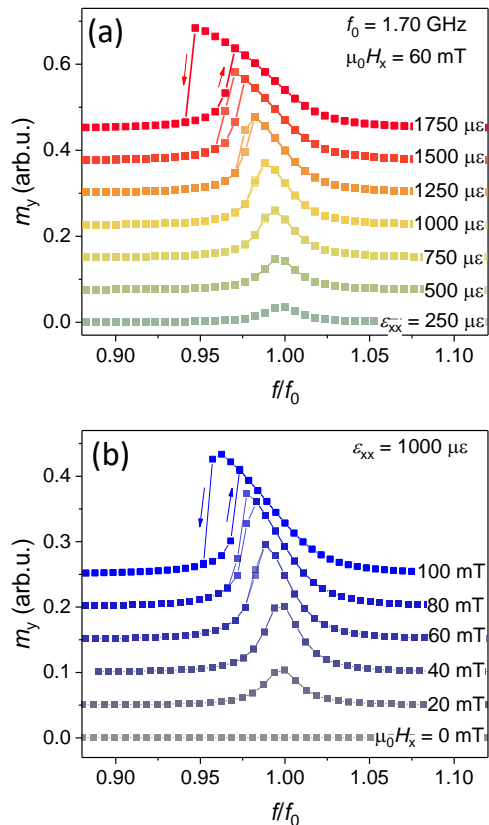 (a)
f₀ = 1.70 GHz
μ₀Hₓ = 60 mT
0.6
0.4
0.2
0.0
m_y (arb.u.)
1750 με
1500 με
1250 με
1000 με
750 με
500 με
ε_xx = 250 με
0.90 0.95 1.00 1.05 1.10
f/f₀
(b)
ε_xx = 1000 με
0.4
0.3
0.2
0.1
0.0
m_y (arb.u.)
100 mT
80 mT
60 mT
40 mT
20 mT
μ₀Hₓ = 0 mT
0.90 0.95 1.00 1.05 1.10
f/f₀